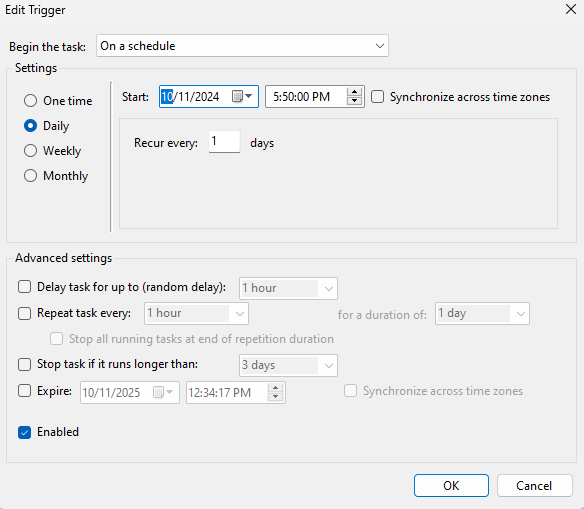 Edit Trigger
Begin the task: On a schedule
Settings
One time
Daily
Weekly
Monthly
Start: 10/11/2024 5:50:00 PM Synchronize across time zones
Recur every: 1 days
Advanced settings
Delay task for up to (random delay): 1 hour
Repeat task every: 1 hour for a duration of: 1 day
Stop all running tasks at end of repetition duration
Stop task if it runs longer than: 3 days
Expire: 10/11/2025 12:34:17 PM Synchronize across time zones
Enabled
OK Cancel